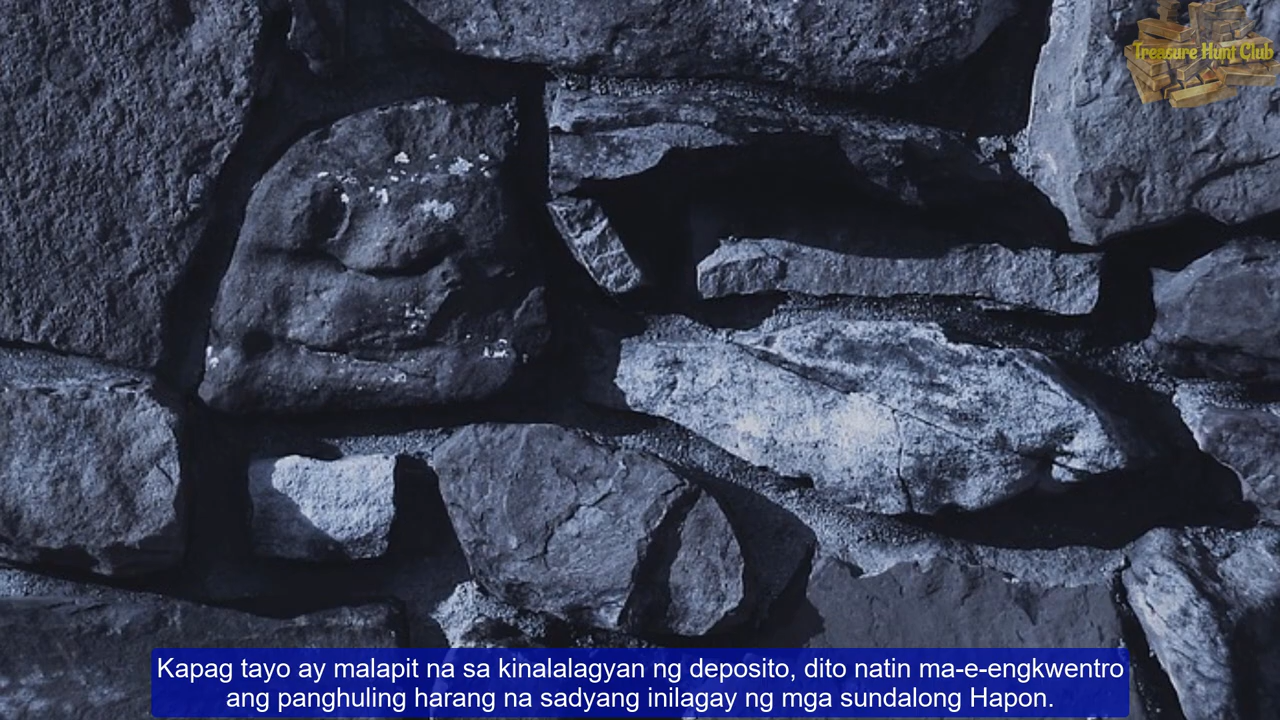 Treasure Hunt Club
Kapag tayo ay malapit na sa kinalalagyan ng deposito, dito natin ma-e-engkwentro
ang panghuling harang na sadyang inilagay ng mga sundalong Hapon.